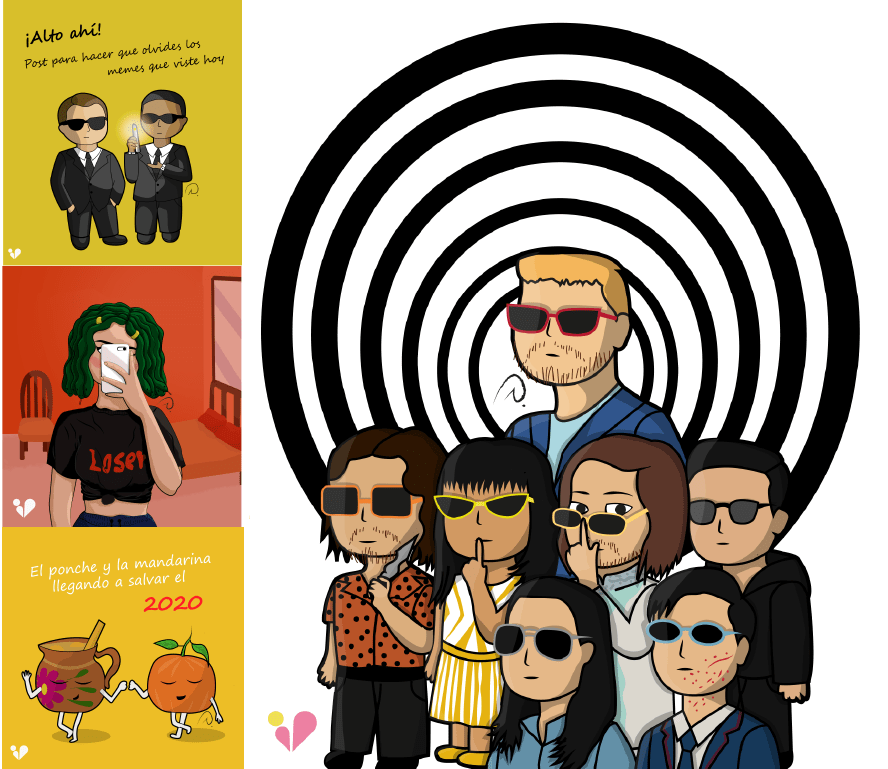 ¡Alto ahí!
Post para hacer que olvides los
memes que viste hoy
Loser
El ponche y la mandarina
llegando a salvar el
2020